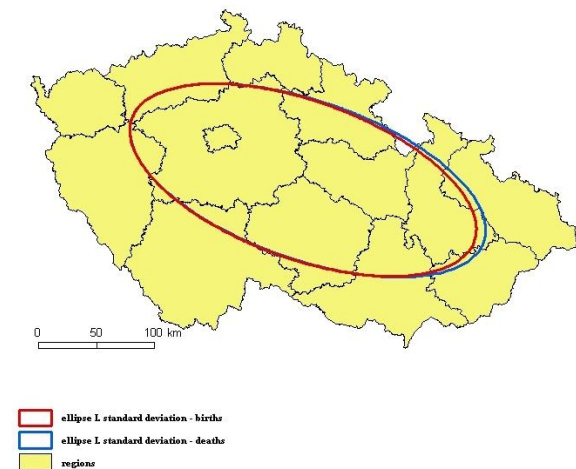 0 50 100 km
ellipse I. standard deviation - births
ellipse I. standard deviation - deaths
regions